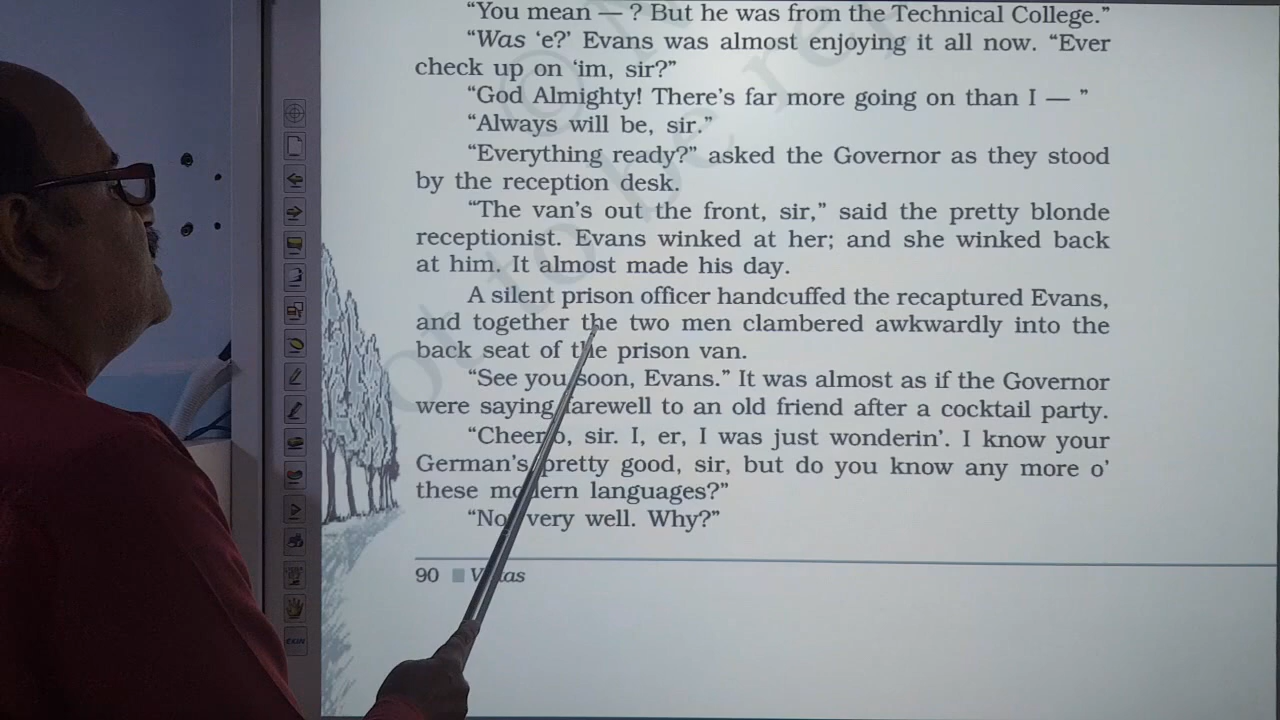 “You mean — ? But he was from the Technical College.”
“Was ‘e?’ Evans was almost enjoying it all now. “Ever
check up on ‘im, sir?”
“God Almighty! There’s far more going on than I — ”
“Always will be, sir.”
“Everything ready?” asked the Governor as they stood
by the reception desk.
“The van’s out the front, sir,” said the pretty blonde
receptionist. Evans winked at her; and she winked back
at him. It almost made his day.
A silent prison officer handcuffed the recaptured Evans,
and together the two men clambered awkwardly into the
back seat of the prison van.
“See you soon, Evans.” It was almost as if the Governor
were saying farewell to an old friend after a cocktail party.
“Cheerio, sir. I, er, I was just wonderin’. I know your
German’s pretty good, sir, but do you know any more o’
these modern languages?”
“Not very well. Why?”
90 Vistas
not to be re